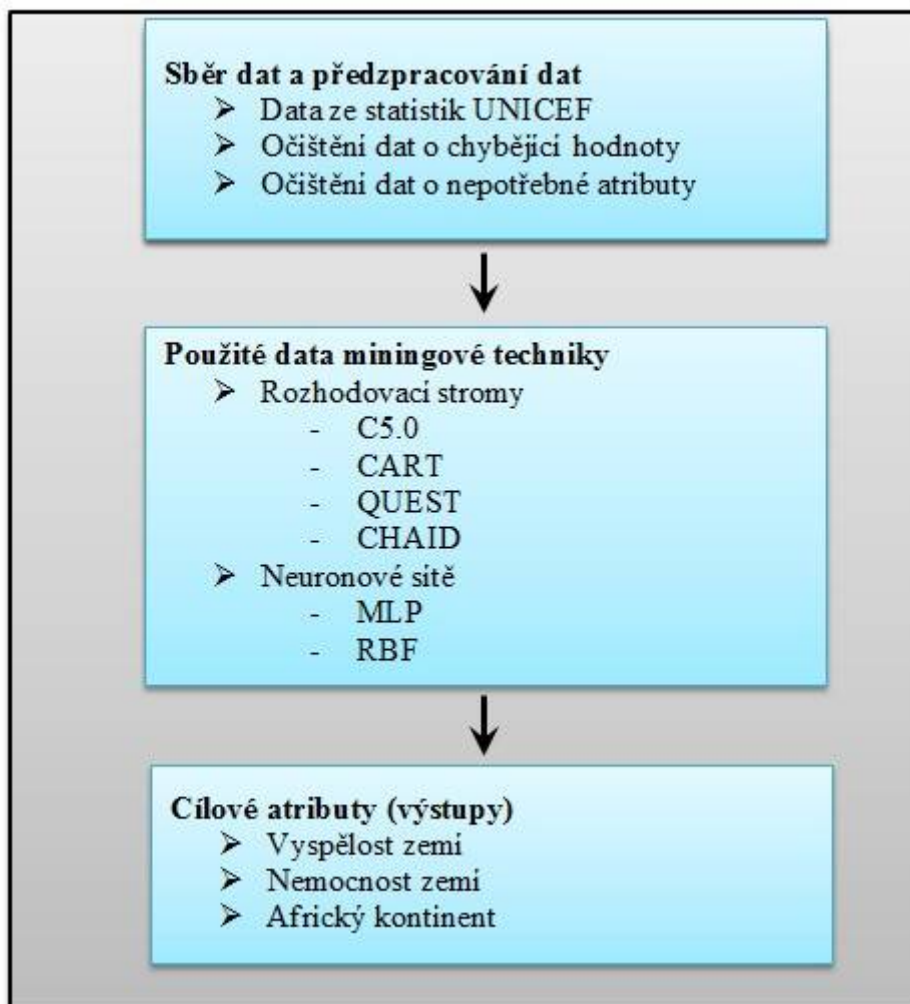 Sběr dat a předzpracování dat
➢ Data ze statistik UNICEF
➢ Očištění dat o chybějící hodnoty
➢ Očištění dat o nepotřebné atributy
Použité data miningové techniky
➢ Rozhodovací stromy
- C5.0
- CART
- QUEST
- CHAID
➢ Neuronové sítě
- MLP
- RBF
Cílové atributy (výstupy)
➢ Vyspělost zemí
➢ Nemocnost zemí
➢ Africký kontinent